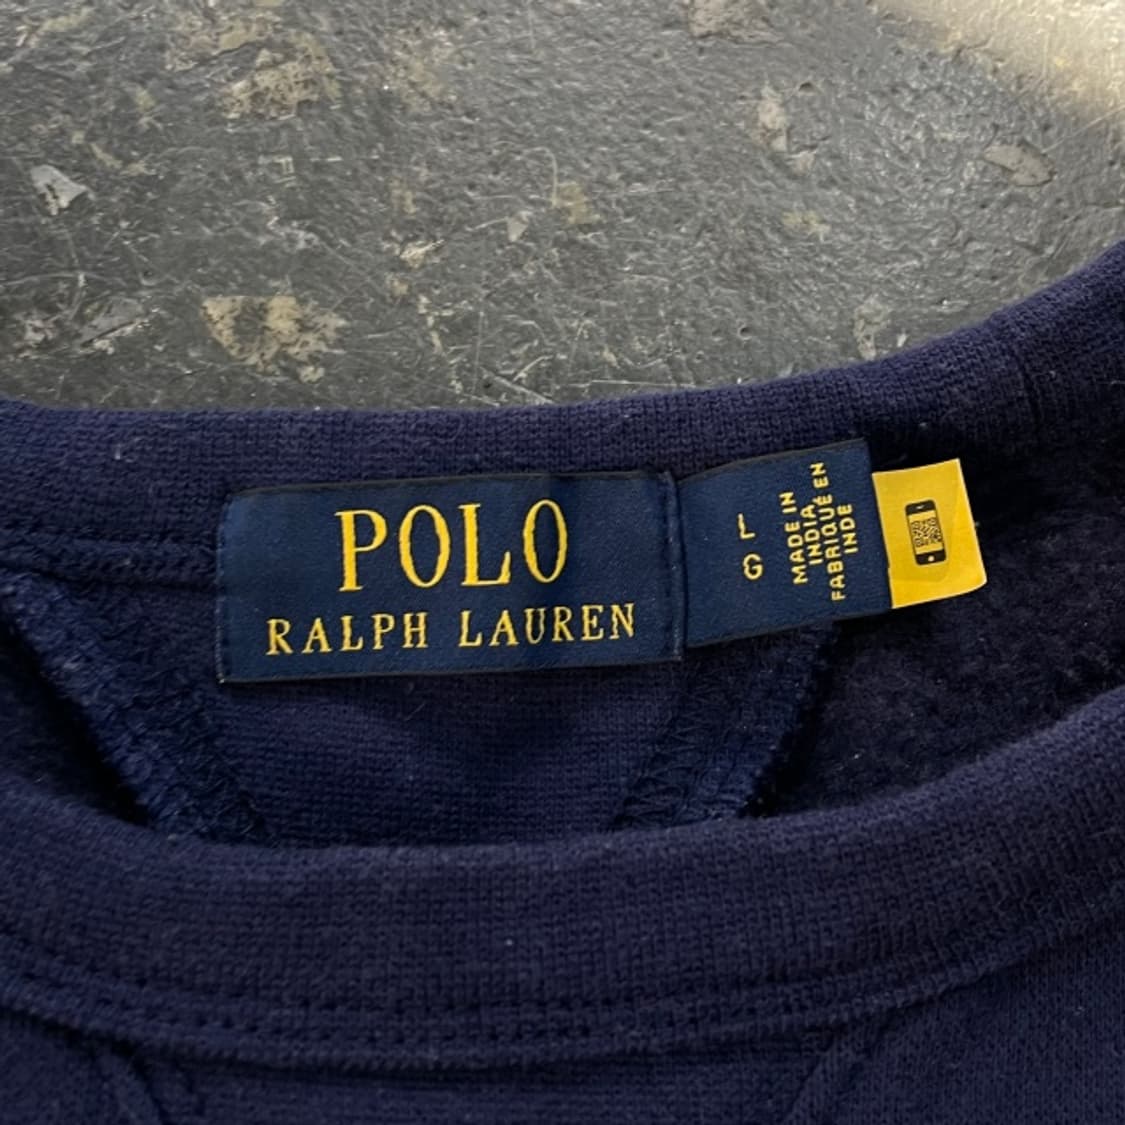 POLO
RALPH LAUREN
L
G
MADE IN
INDIA
FABRIQUÉ EN
INDE